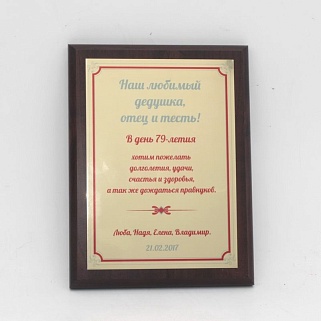 Наш любимый
дедушка,
отец и тесть!
В день 79-летия
хотим пожелать
долголетия, удачи,
счастья и здоровья,
а так же дождаться правнуков.
Люба, Надя, Елена, Владимир.
21.02.2017